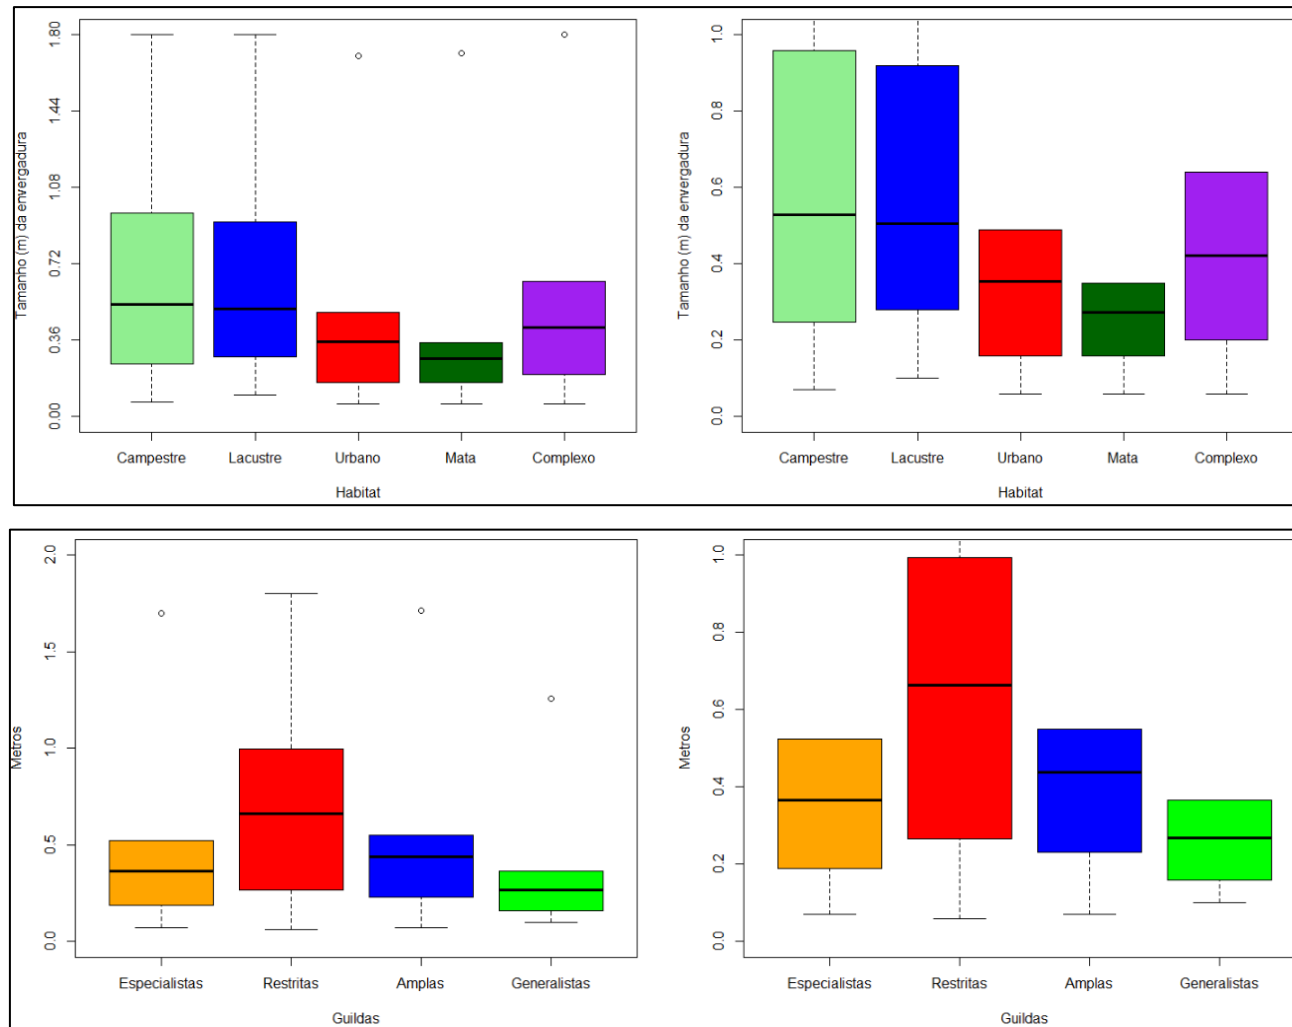 Tamanho (m) da envergadura
1.80
1.44
1.08
0.72
0.36
0.00
Campestre Lacustre Urbano Mata Complexo
Habitat
Tamanho (m) da envergadura
1.0
0.8
0.6
0.4
0.2
0.0
Campestre Lacustre Urbano Mata Complexo
Habitat
Metros
2.0
1.5
1.0
0.5
0.0
Especialistas Restritas Amplas Generalistas
Guildas
Metros
1.0
0.8
0.6
0.4
0.2
0.0
Especialistas Restritas Amplas Generalistas
Guildas